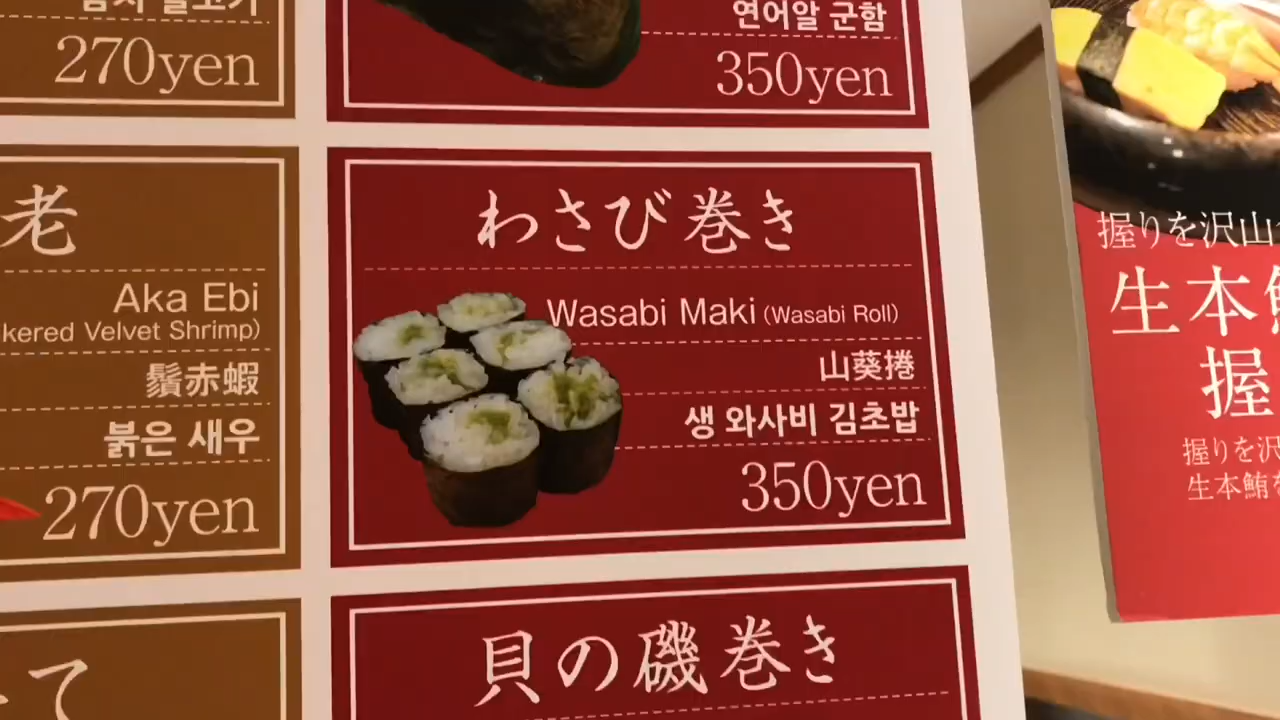 270yen
연어알 군함
350yen
老
Aka Ebi
kered Velvet Shrimp)
鬚赤蝦
붉은 새우
270yen
わさび巻き
Wasabi Maki (Wasabi Roll)
山葵捲
생 와사비 김초밥
350yen
て
貝の磯巻き
握りを沢山
生本
握
握りを沢
生本鮪を